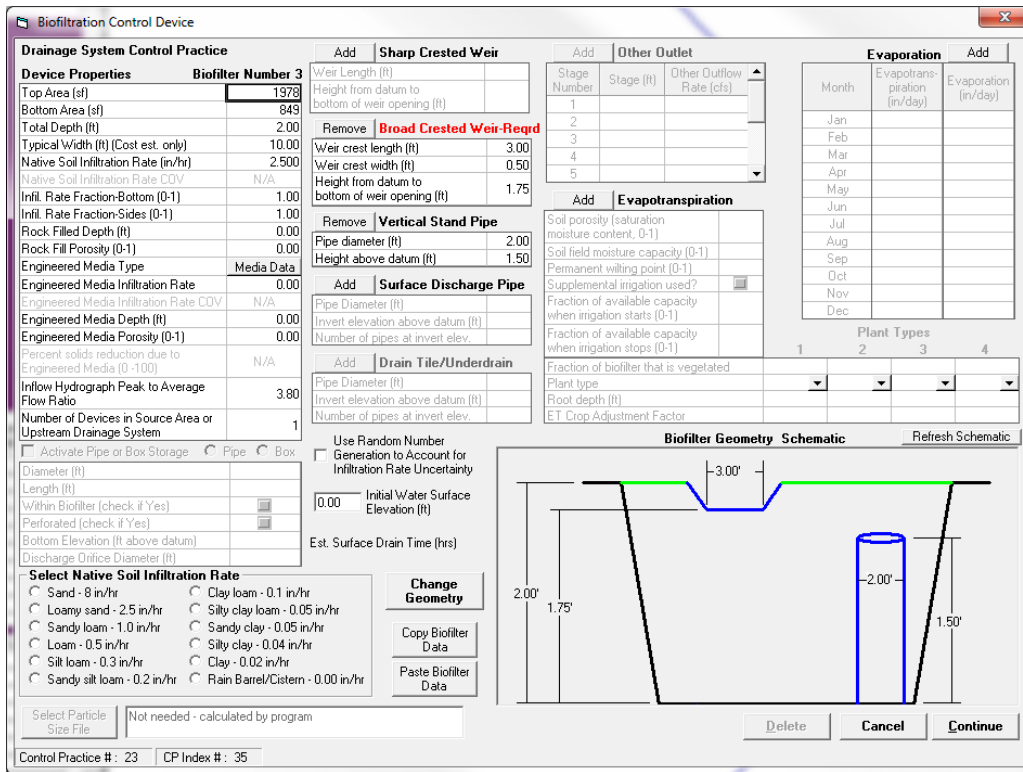 Biofiltration Control Device
Drainage System Control Practice
Device Properties Biofilter Number 3
Top Area (sf) 1978
Bottom Area (sf) 849
Total Depth (ft) 2.00
Typical Width (ft) (Cost est. only) 10.00
Native Soil Infiltration Rate (in/hr) 2.500
Native Soil Infiltration Rate COV N/A
Infil. Rate Fraction-Bottom (0-1) 1.00
Infil. Rate Fraction-Sides (0-1) 1.00
Rock Filled Depth (ft) 0.00
Rock Fill Porosity (0-1) 0.00
Engineered Media Type Media Data
Engineered Media Infiltration Rate 0.00
Engineered Media Infiltration Rate COV N/A
Engineered Media Depth (ft) 0.00
Engineered Media Porosity (0-1) 0.00
Percent solids reduction due to
Engineered Media (0 -100) N/A
Inflow Hydrograph Peak to Average
Flow Ratio 3.80
Number of Devices in Source Area or
Upstream Drainage System 1
Activate Pipe or Box Storage Pipe Box
Diameter (ft)
Length (ft)
Within Biofilter (check if Yes)
Perforated (check if Yes)
Bottom Elevation (ft above datum)
Discharge Orifice Diameter (ft)
Select Native Soil Infiltration Rate
Sand - 8 in/hr
Loamy sand - 2.5 in/hr
Sandy loam - 1.0 in/hr
Loam - 0.5 in/hr
Silt loam - 0.3 in/hr
Sandy silt loam - 0.2 in/hr
Clay loam - 0.1 in/hr
Silty clay loam - 0.05 in/hr
Sandy clay - 0.05 in/hr
Silty clay - 0.04 in/hr
Clay - 0.02 in/hr
Rain Barrel/Cistern - 0.00 in/hr
Select Particle
Size File
Not needed - calculated by program
Control Practice #: 23 CP Index #: 35
Add Sharp Crested Weir
Weir Length (ft)
Height from datum to
bottom of weir opening (ft)
Remove Broad Crested Weir-Reqrd
Weir crest length (ft) 3.00
Weir crest width (ft) 0.50
Height from datum to
bottom of weir opening (ft) 1.75
Remove Vertical Stand Pipe
Pipe diameter (ft) 2.00
Height above datum (ft) 1.50
Add Surface Discharge Pipe
Pipe Diameter (ft)
Invert elevation above datum (ft)
Number of pipes at invert elev.
Add Drain Tile/Underdrain
Pipe Diameter (ft)
Invert elevation above datum (ft)
Number of pipes at invert elev.
Use Random Number
Generation to Account for
Infiltration Rate Uncertainty
0.00 Initial Water Surface
Elevation (ft)
Est. Surface Drain Time (hrs)
Change
Geometry
Copy Biofilter
Data
Paste Biofilter
Data
Add Other Outlet
Stage
Number
Stage (ft)
Other Outflow
Rate (cfs)
1
2
3
4
5
Add Evapotranspiration
Soil porosity (saturation
moisture content, 0-1)
Soil field moisture capacity (0-1)
Permanent wilting point (0-1)
Supplemental irrigation used?
Fraction of available capacity
when irrigation starts (0-1)
Fraction of available capacity
when irrigation stops (0-1)
Fraction of biofilter that is vegetated
Plant type
Root depth (ft)
ET Crop Adjustment Factor
Evaporation Add
Month
Evapotrans-
piration
(in/day)
Evaporation
(in/day)
Jan
Feb
Mar
Apr
May
Jun
Jul
Aug
Sep
Oct
Nov
Dec
Plant Types
1 2 3 4
Biofilter Geometry Schematic Refresh Schematic
3.00'
2.00'
1.75'
2.00'
1.50'
Delete Cancel Continue